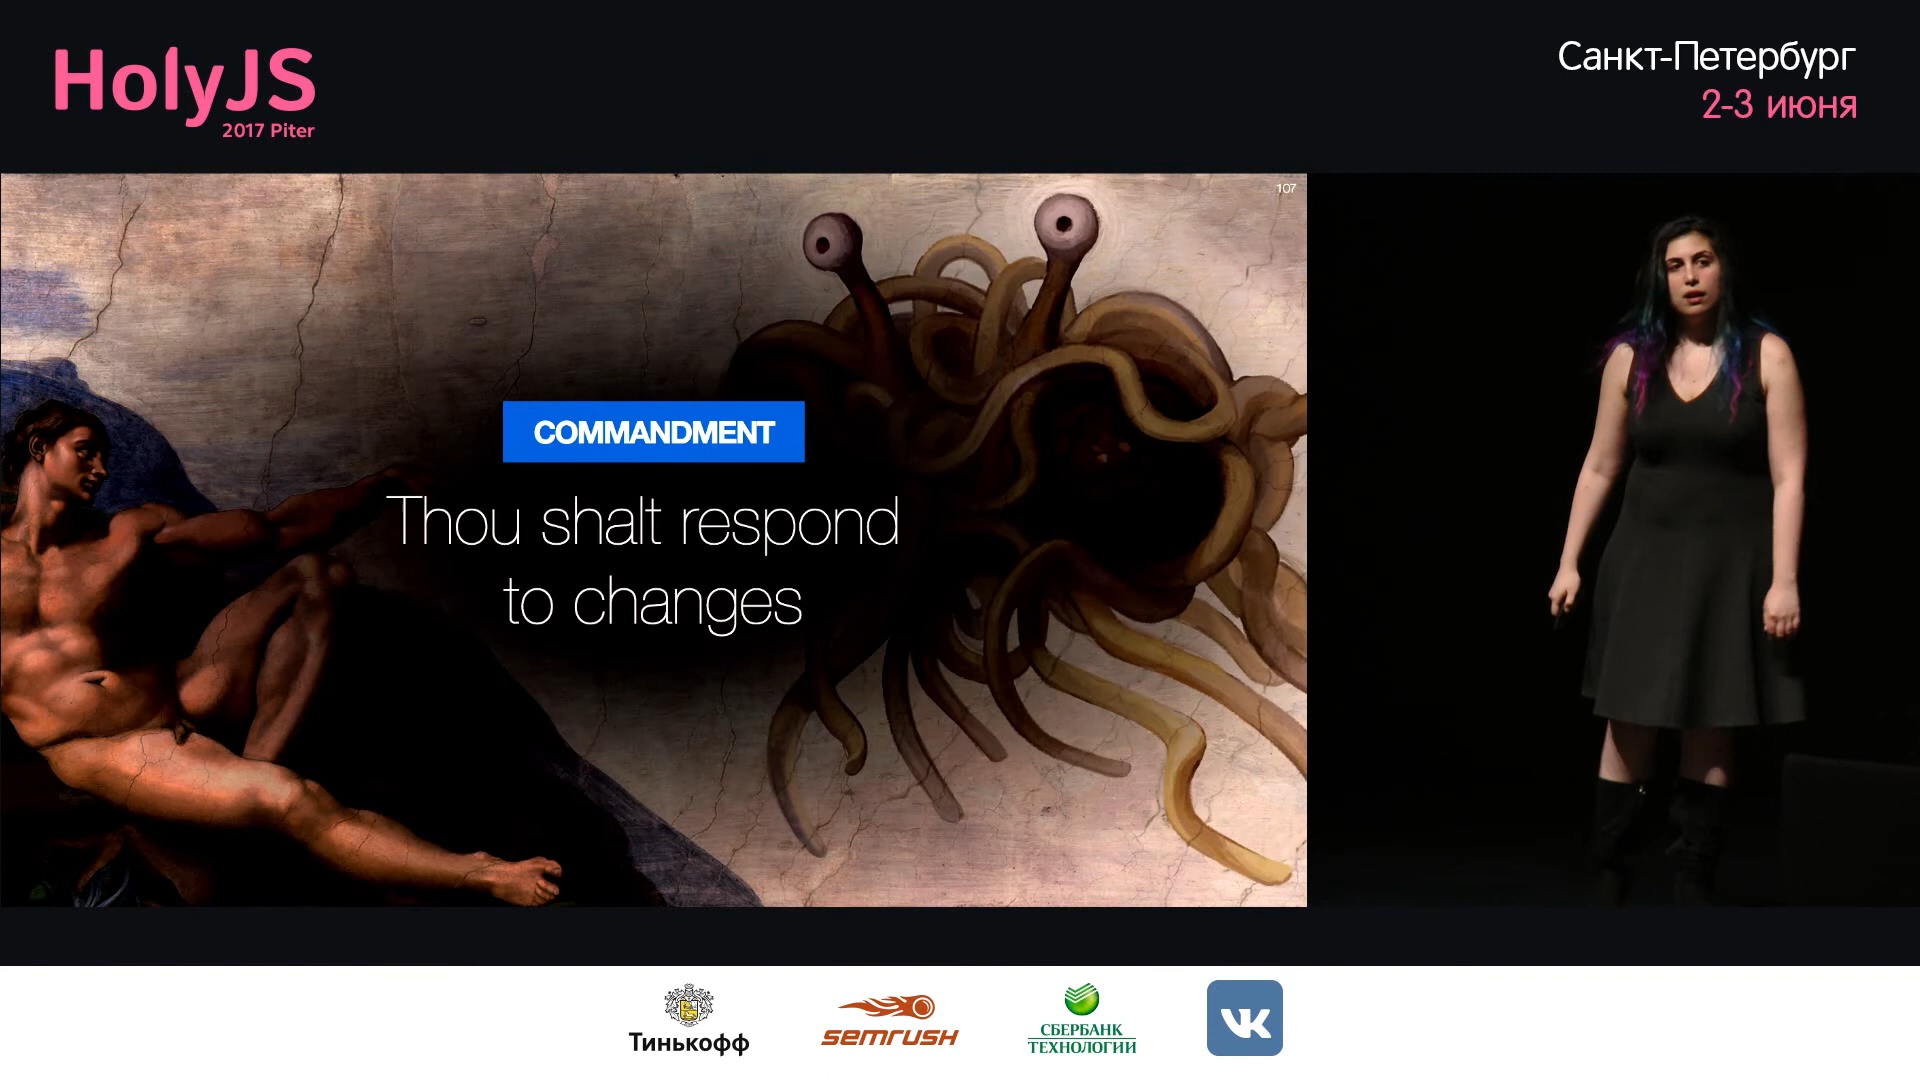 HolyJS
2017 Piter
Санкт-Петербург
2-3 июня
107
COMMANDMENT
Thou shalt respond
to changes
Тинькофф
semrush
СБЕРБАНК
ТЕХНОЛОГИИ
VK